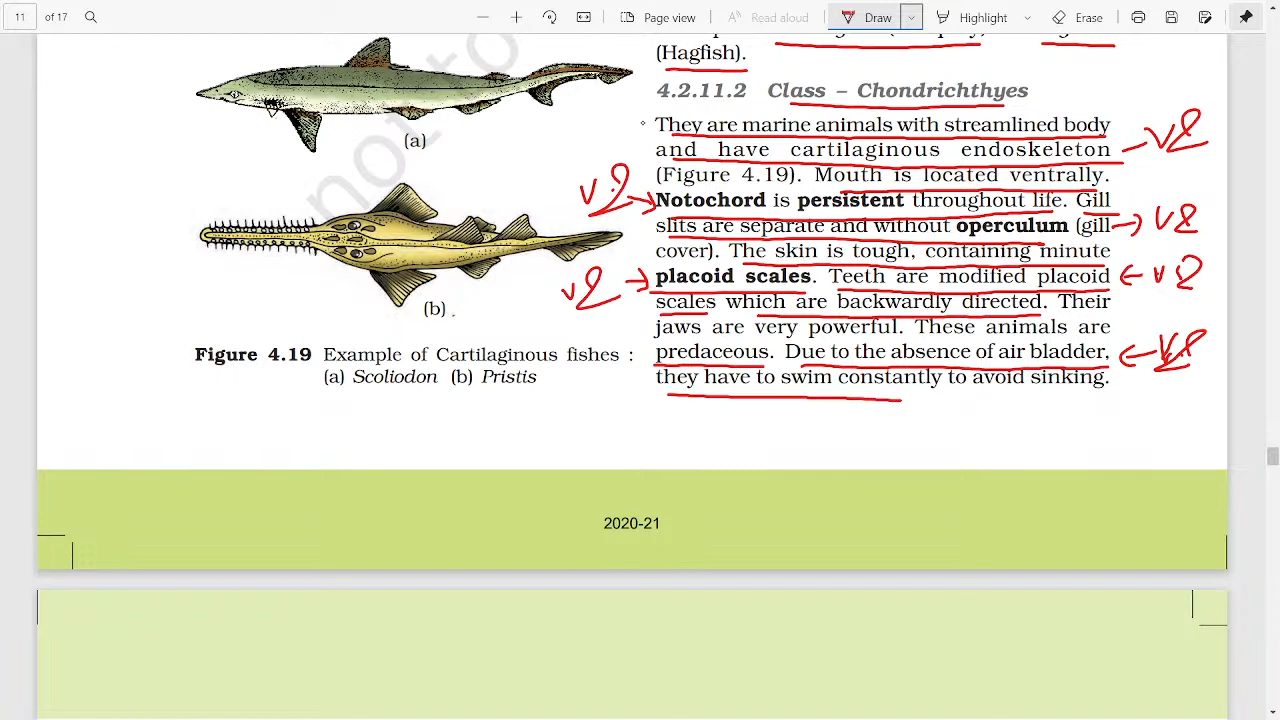 11 of 17
Page view
Read aloud
Draw
Highlight
Erase
(Hagfish).
4.2.11.2 Class – Chondrichthyes
They are marine animals with streamlined body
and have cartilaginous endoskeleton
(Figure 4.19). Mouth is located ventrally.
Notochord is persistent throughout life. Gill
slits are separate and without operculum (gill
cover). The skin is tough, containing minute
placoid scales. Teeth are modified placoid
scales which are backwardly directed. Their
jaws are very powerful. These animals are
predaceous. Due to the absence of air bladder,
they have to swim constantly to avoid sinking.
(a)
(b)
Figure 4.19 Example of Cartilaginous fishes :
(a) Scoliodon (b) Pristis
2020-21